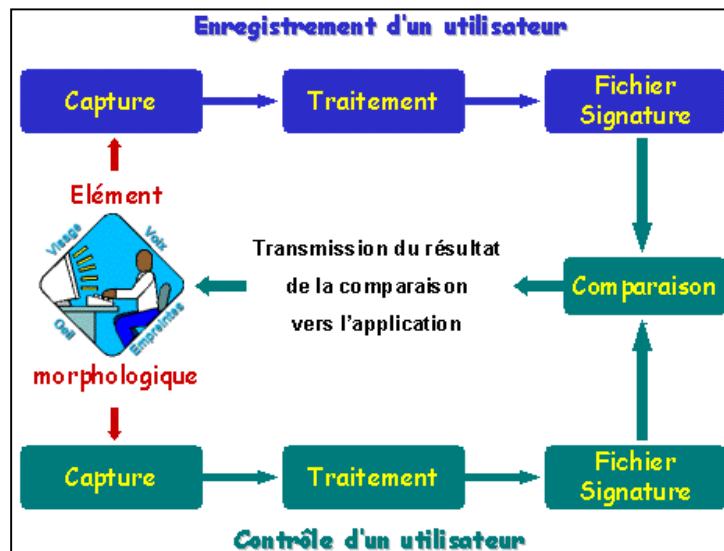 Enregistrement d'un utilisateur
Capture
Traitement
Fichier
Signature
Elément
Visage
Voix
Oeil
Empreintes
morphologique
Transmission du résultat
de la comparaison
vers l'application
Comparaison
Capture
Traitement
Fichier
Signature
Contrôle d'un utilisateur